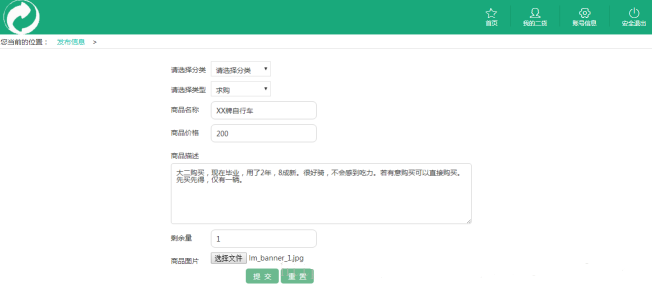 首页 我的二货 账号信息 安全退出
您当前的位置： 发布信息 >
请选择分类 请选择分类
请选择类型 求购
商品名称 XX牌自行车
商品价格 200
商品描述
大二购买，现在毕业，用了2年，8成新。很好骑，不会感到吃力。若有意购买可以直接购买。
先买先得，仅有一辆。
剩余量 1
商品图片 选择文件 lm_banner_1.jpg
提 交 重 置